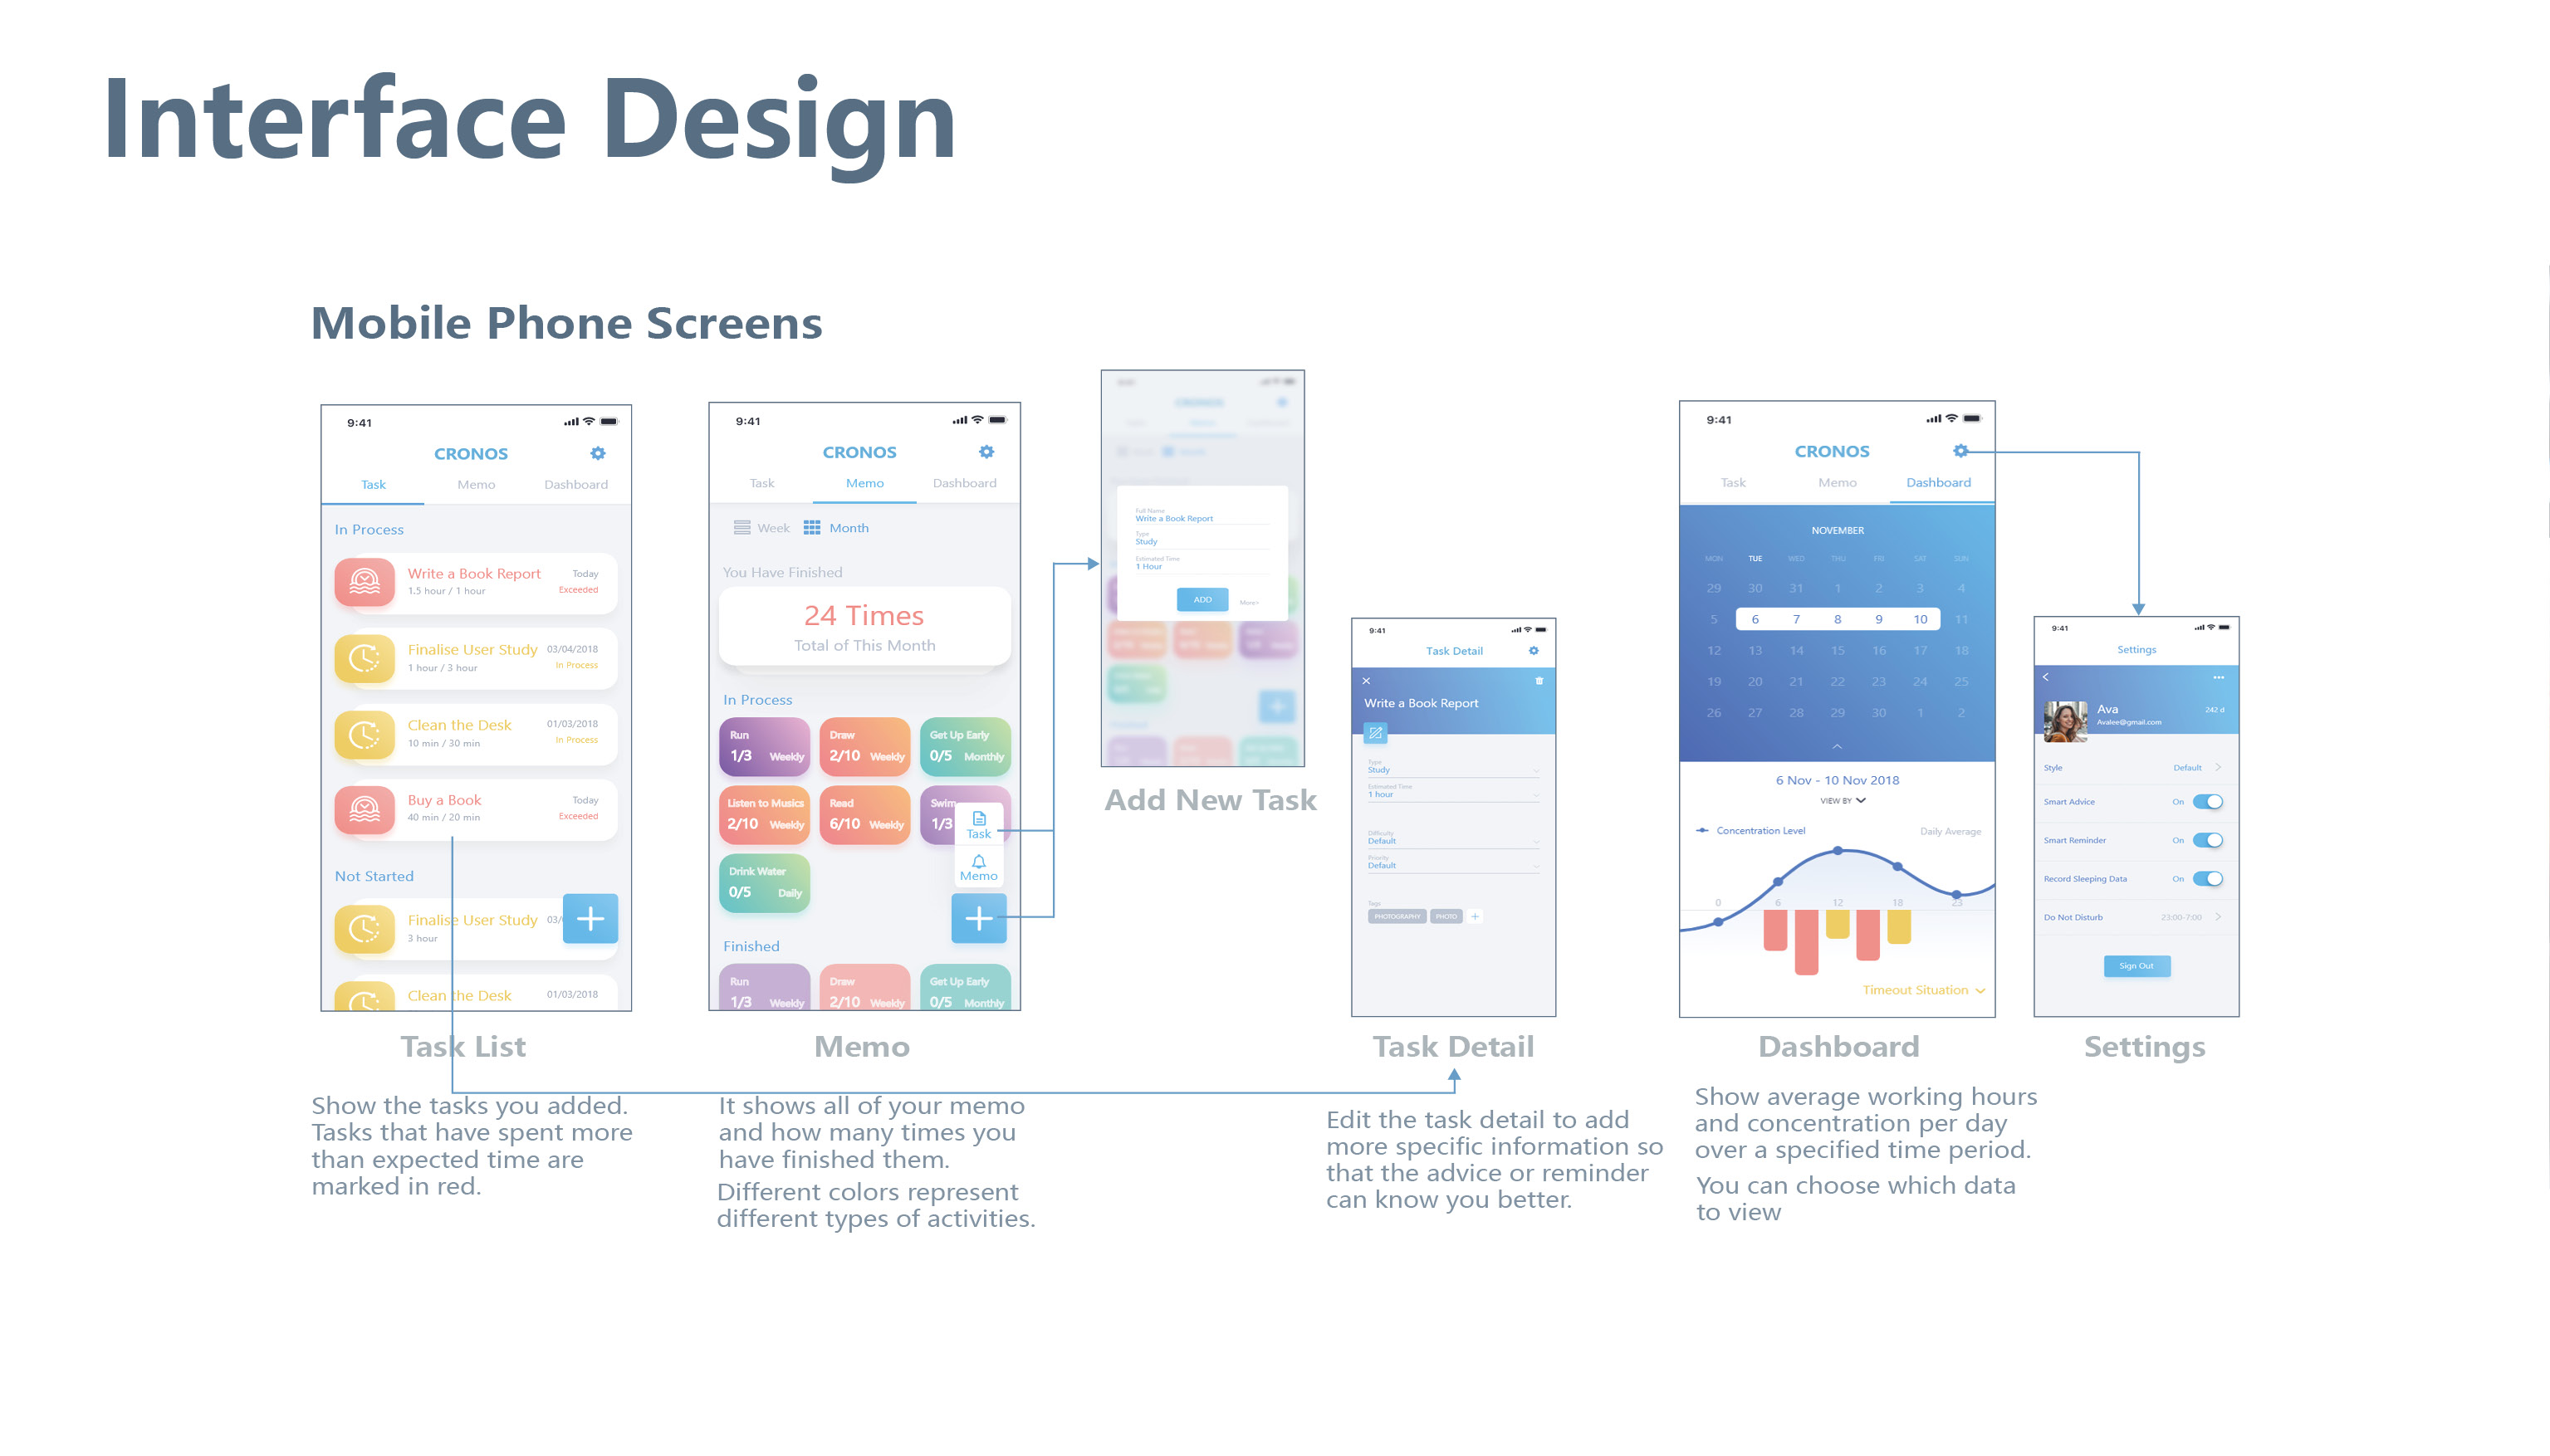 Interface Design
Mobile Phone Screens
9:41
CRONOS
Task Memo Dashboard
In Process
Write a Book Report Today
1.5 hour / 1 hour Exceeded
Finalise User Study 03/04/2018
1 hour / 3 hour In Process
Clean the Desk 01/03/2018
10 min / 30 min In Process
Buy a Book Today
40 min / 20 min Exceeded
Not Started
Finalise User Study 03/
3 hour
Clean the Desk 01/03/2018
Task List
Show the tasks you added.
Tasks that have spent more
than expected time are
marked in red.
9:41
CRONOS
Task Memo Dashboard
Week Month
You Have Finished
24 Times
Total of This Month
In Process
Run Draw Get Up Early
1/3 Weekly 2/10 Weekly 0/5 Monthly
Listen to Musics Read Swim
2/10 Weekly 6/10 Weekly 1/3
Task
Memo
Drink Water
0/5 Daily
Finished
Run Draw Get Up Early
1/3 Weekly 2/10 Weekly 0/5 Monthly
Memo
It shows all of your memo
and how many times you
have finished them.
Different colors represent
different types of activities.
CRONOS
Full Name
Write a Book Report
Type
Study
Estimated Time
1 Hour
ADD More>
Add New Task
9:41
Task Detail
Write a Book Report
Type
Study
Estimated Time
1 hour
Difficulty
Default
Priority
Default
Tags
PHOTOGRAPHY PHOTO
Task Detail
Edit the task detail to add
more specific information so
that the advice or reminder
can know you better.
9:41
CRONOS
Task Memo Dashboard
NOVEMBER
MON TUE WED THU FRI SAT SUN
29 30 31 1 2 3 4
5 6 7 8 9 10 11
12 13 14 15 16 17 18
19 20 21 22 23 24 25
26 27 28 29 30 1 2
6 Nov - 10 Nov 2018
VIEW BY
Concentration Level Daily Average
0 6 12 18 23
Timeout Situation
Dashboard
Show average working hours
and concentration per day
over a specified time period.
You can choose which data
to view
9:41
Settings
Ava 242 d
Avalee@gmail.com
Style Default
Smart Advice On
Smart Reminder On
Record Sleeping Data On
Do Not Disturb 23:00-7:00
Sign Out
Settings